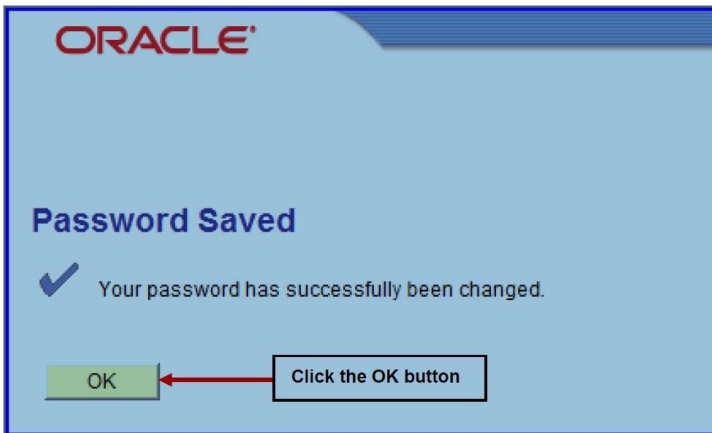 ORACLE
Password Saved
Your password has successfully been changed.
OK
Click the OK button